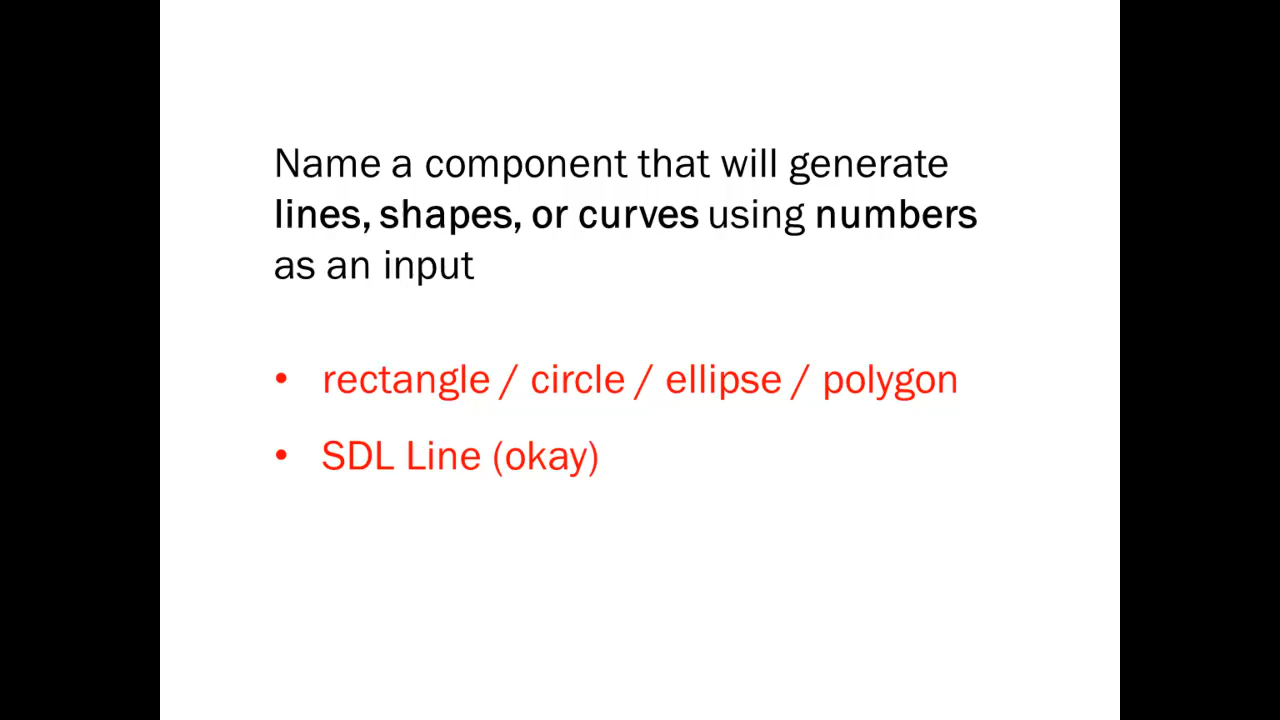 Name a component that will generate
lines, shapes, or curves using numbers
as an input
• rectangle / circle / ellipse / polygon
• SDL Line (okay)